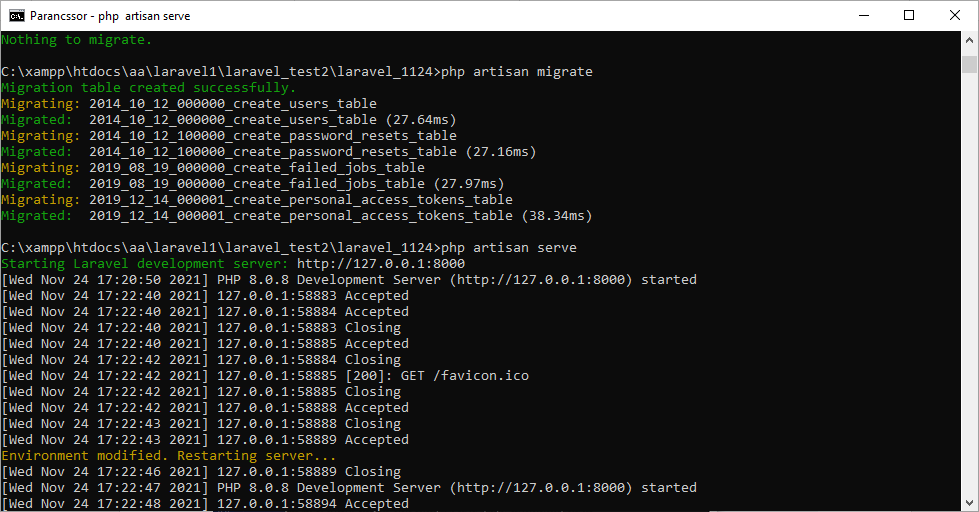 Parancssor - php  artisan serve
Nothing to migrate.
C:\xampp\htdocs\aa\laravel1\laravel_test2\laravel_1124>php artisan migrate
Migration table created successfully.
Migrating: 2014_10_12_000000_create_users_table
Migrated:  2014_10_12_000000_create_users_table (27.64ms)
Migrating: 2014_10_12_100000_create_password_resets_table
Migrated:  2014_10_12_100000_create_password_resets_table (27.16ms)
Migrating: 2019_08_19_000000_create_failed_jobs_table
Migrated:  2019_08_19_000000_create_failed_jobs_table (27.97ms)
Migrating: 2019_12_14_000001_create_personal_access_tokens_table
Migrated:  2019_12_14_000001_create_personal_access_tokens_table (38.34ms)
C:\xampp\htdocs\aa\laravel1\laravel_test2\laravel_1124>php artisan serve
Starting Laravel development server: http://127.0.0.1:8000
[Wed Nov 24 17:20:50 2021] PHP 8.0.8 Development Server (http://127.0.0.1:8000) started
[Wed Nov 24 17:22:40 2021] 127.0.0.1:58883 Accepted
[Wed Nov 24 17:22:40 2021] 127.0.0.1:58884 Accepted
[Wed Nov 24 17:22:40 2021] 127.0.0.1:58883 Closing
[Wed Nov 24 17:22:40 2021] 127.0.0.1:58885 Accepted
[Wed Nov 24 17:22:42 2021] 127.0.0.1:58884 Closing
[Wed Nov 24 17:22:42 2021] 127.0.0.1:58885 [200]: GET /favicon.ico
[Wed Nov 24 17:22:42 2021] 127.0.0.1:58885 Closing
[Wed Nov 24 17:22:42 2021] 127.0.0.1:58888 Accepted
[Wed Nov 24 17:22:43 2021] 127.0.0.1:58888 Closing
[Wed Nov 24 17:22:43 2021] 127.0.0.1:58889 Accepted
Environment modified. Restarting server...
[Wed Nov 24 17:22:46 2021] 127.0.0.1:58889 Closing
[Wed Nov 24 17:22:47 2021] PHP 8.0.8 Development Server (http://127.0.0.1:8000) started
[Wed Nov 24 17:22:48 2021] 127.0.0.1:58894 Accepted